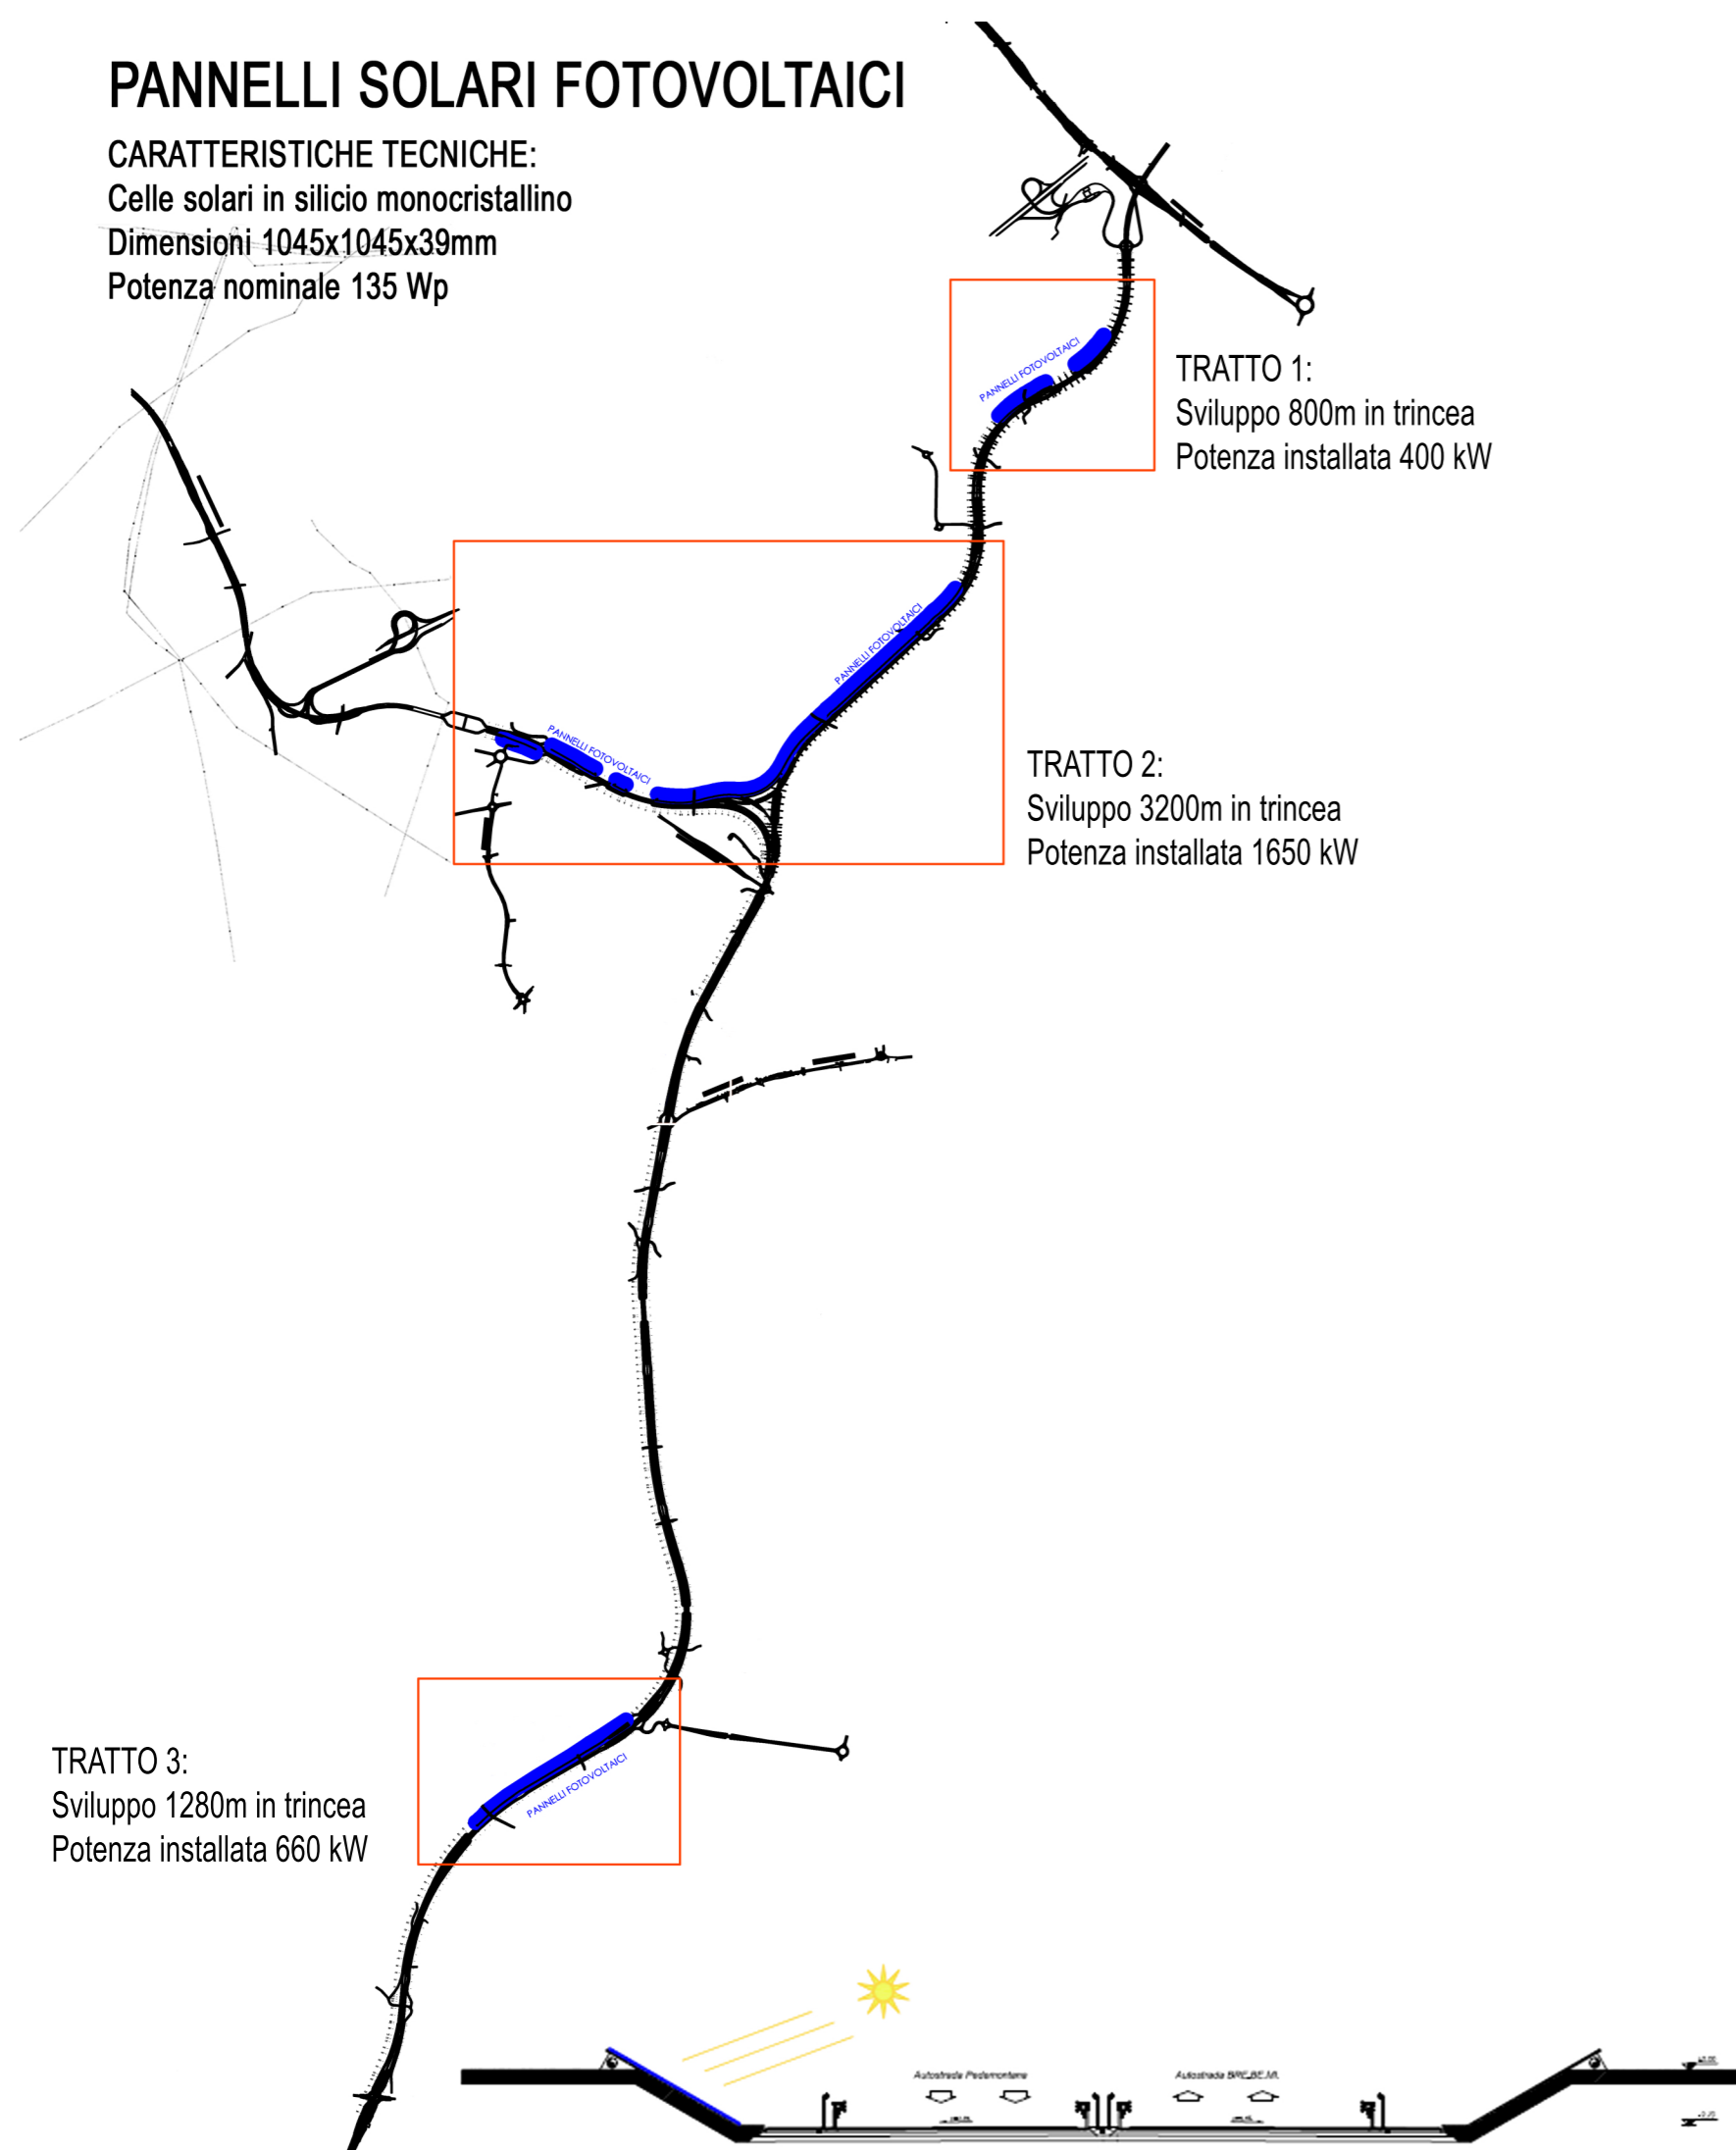 PANNELLI SOLARI FOTOVOLTAICI
CARATTERISTICHE TECNICHE:
Celle solari in silicio monocristallino
Dimensioni 1045x1045x39mm
Potenza nominale 135 Wp
PANNELLI FOTOVOLTAICI
TRATTO 1:
Sviluppo 800m in trincea
Potenza installata 400 kW
PANNELLI FOTOVOLTAICI
PANNELLI FOTOVOLTAICI
TRATTO 2:
Sviluppo 3200m in trincea
Potenza installata 1650 kW
TRATTO 3:
Sviluppo 1280m in trincea
Potenza installata 660 kW
PANNELLI FOTOVOLTAICI
Autostrada Pedemontana
Autostrada BRE.BE.MI.